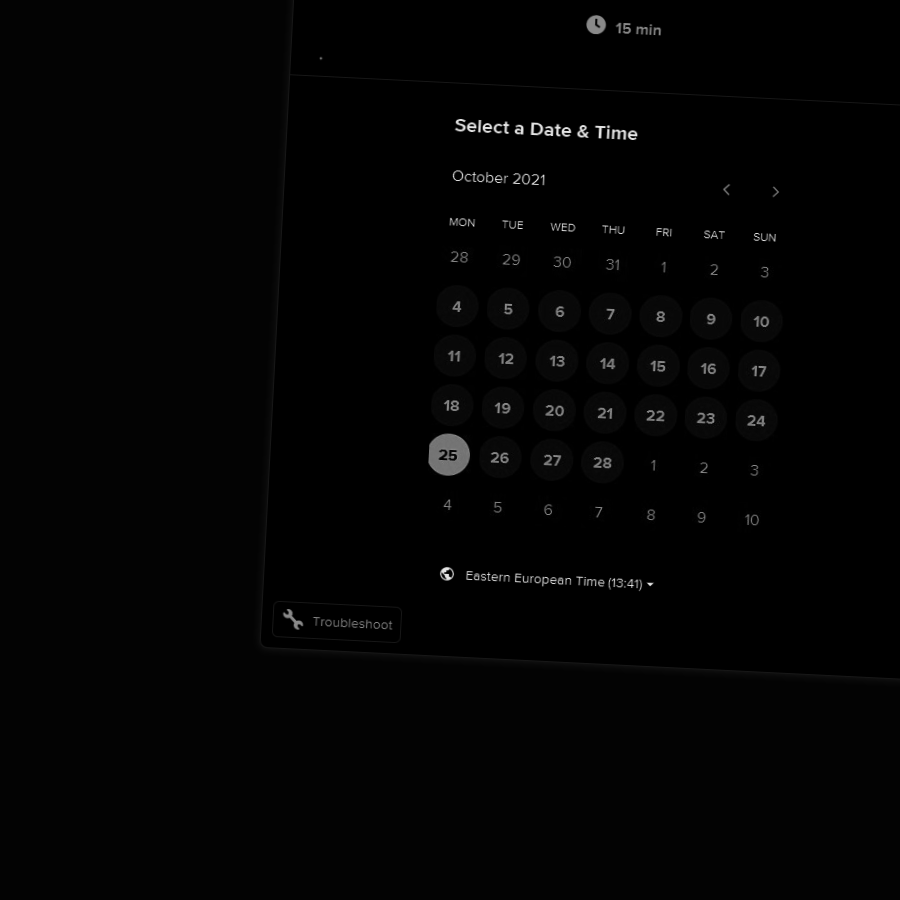 15 min
Select a Date & Time
October 2021
MON TUE WED THU FRI SAT SUN
28 29 30 31 1 2 3
4 5 6 7 8 9 10
11 12 13 14 15 16 17
18 19 20 21 22 23 24
25 26 27 28 1 2 3
4 5 6 7 8 9 10
Eastern European Time (13:41)
Troubleshoot